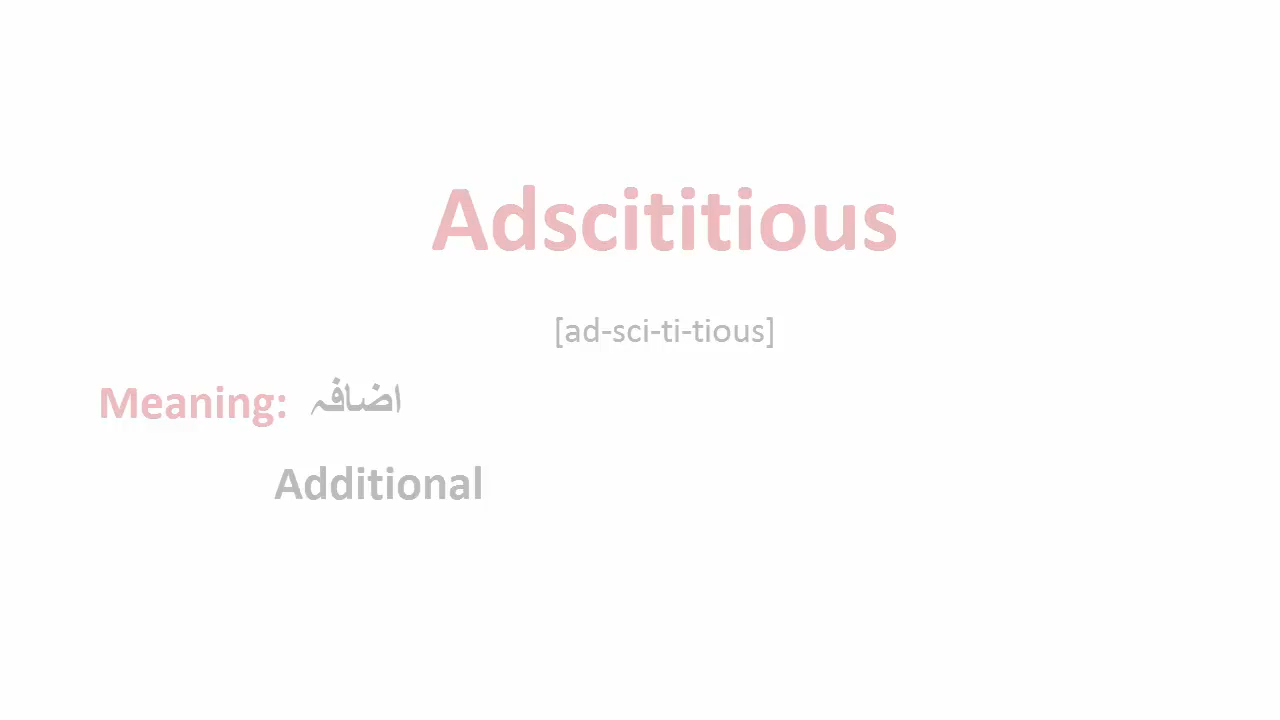 Adscititious
[ad-sci-ti-tious]
Meaning: اضافہ
Additional